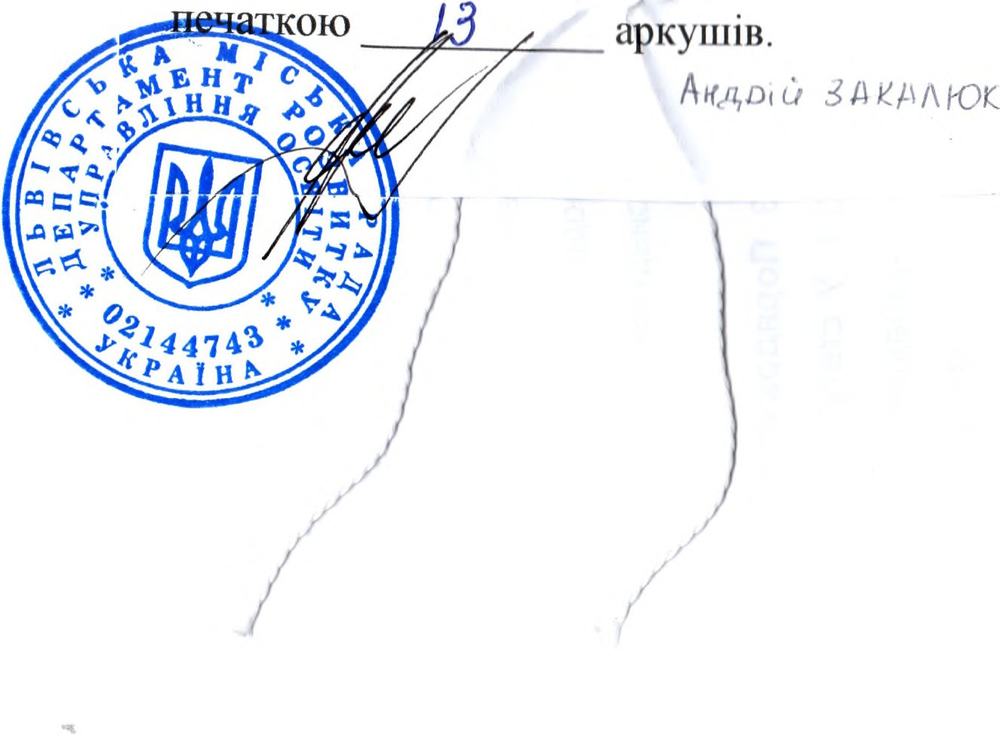 печаткою 13 аркушів.
Андрій ЗАКАЛЮК
ЛЬВІВСЬКА МІСЬКА РАДА
ДЕПАРТАМЕНТ РОЗВИТКУ
УПРАВЛІННЯ ОСВІТИ
* * * 02144743 * * *
УКРАЇНА